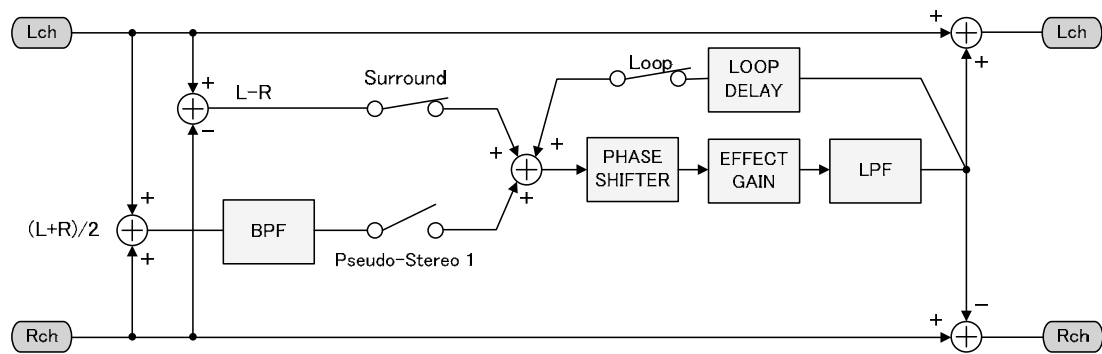 Lch
+
Lch
+
+
L-R
Surround
Loop
LOOP
DELAY
−
+
+
+
PHASE
SHIFTER
EFFECT
GAIN
LPF
+
+
(L+R)/2
BPF
+
Pseudo-Stereo 1
−
+
Rch
Rch